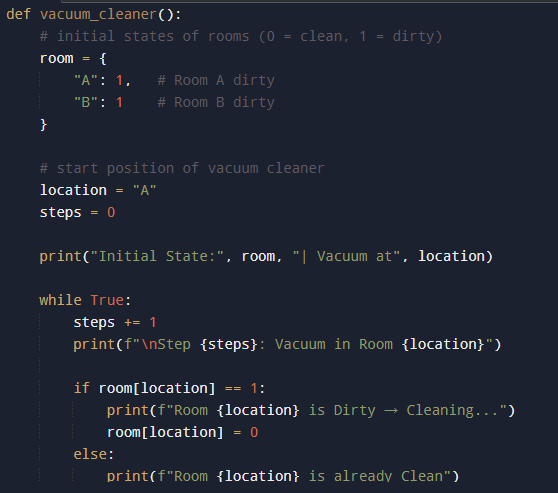 def vacuum_cleaner():
    # initial states of rooms (0 = clean, 1 = dirty)
    room = {
        "A": 1,   # Room A dirty
        "B": 1    # Room B dirty
    }

    # start position of vacuum cleaner
    location = "A"
    steps = 0

    print("Initial State:", room, "| Vacuum at", location)

    while True:
        steps += 1
        print(f"\nStep {steps}: Vacuum in Room {location}")

        if room[location] == 1:
            print(f"Room {location} is Dirty → Cleaning...")
            room[location] = 0
        else:
            print(f"Room {location} is already Clean")